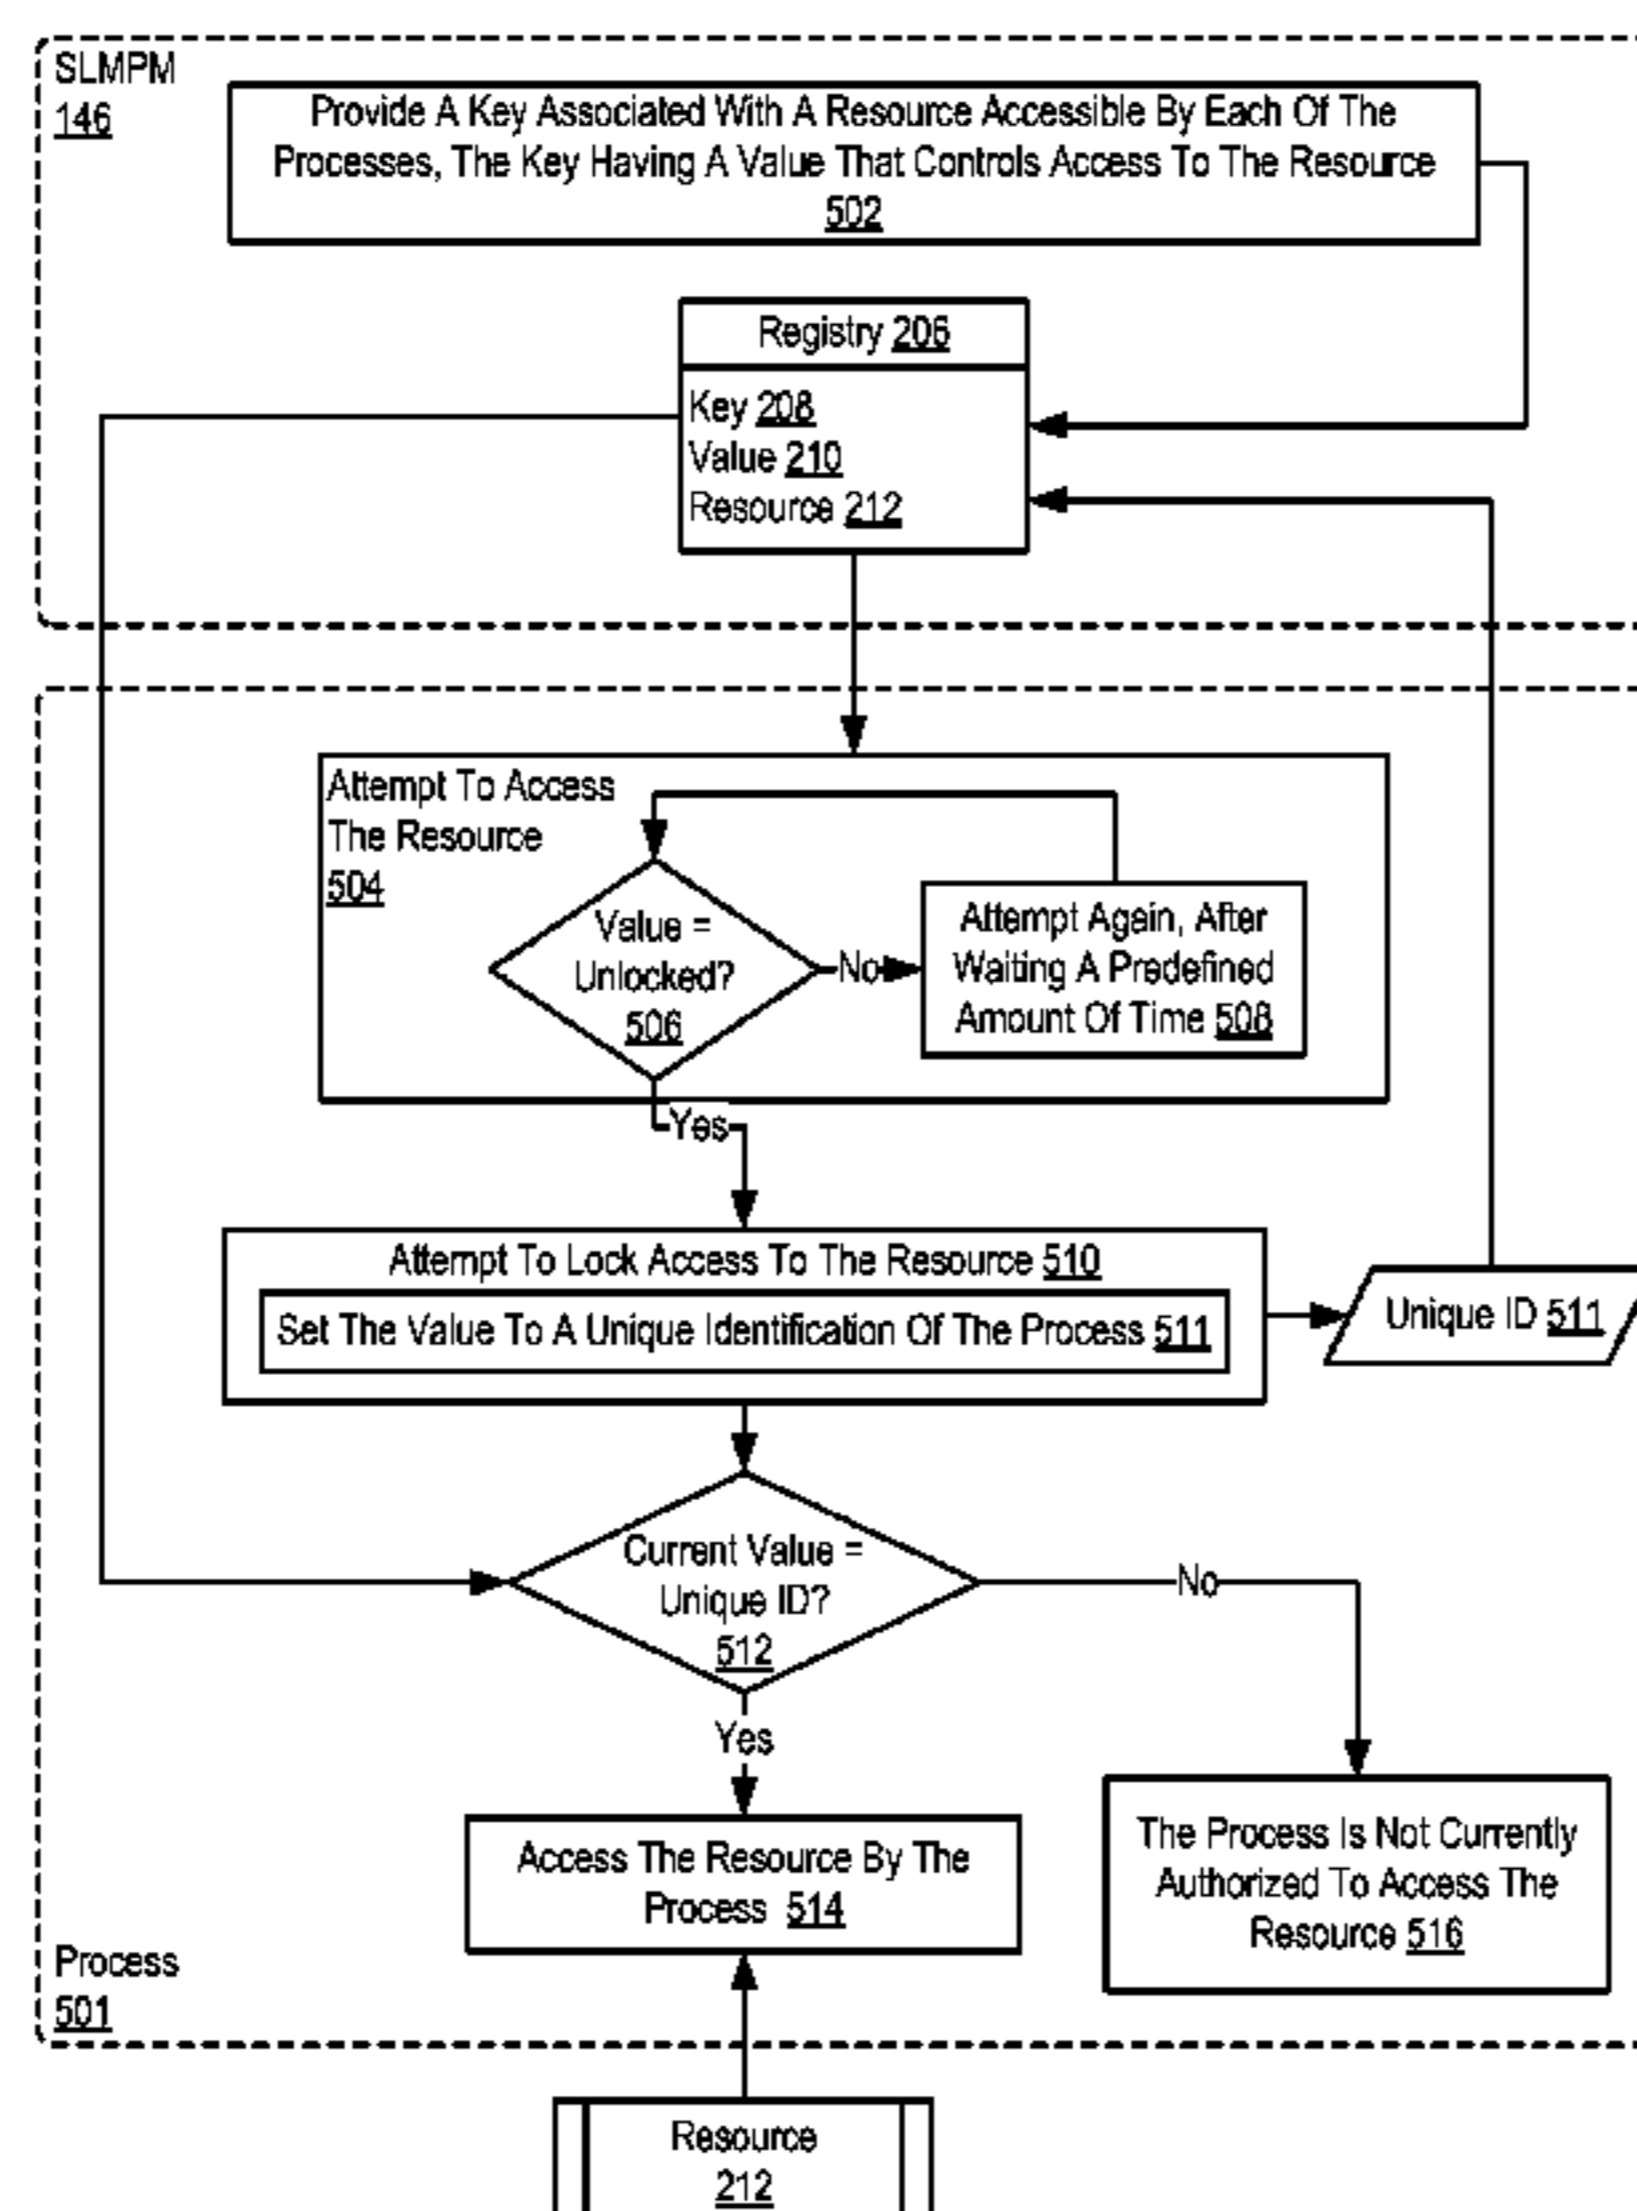 SLMPM
146
Provide A Key Associated With A Resource Accessible By Each Of The
Processes, The Key Having A Value That Controls Access To The Resource
502
Registry 206
Key 208
Value 210
Resource 212
Attempt To Access
The Resource
504
Value =
Unlocked?
506
No
Attempt Again, After
Waiting A Predefined
Amount Of Time 508
Yes
Attempt To Lock Access To The Resource 510
Set The Value To A Unique Identification Of The Process 511
Unique ID 511
Current Value =
Unique ID?
512
No
Yes
Access The Resource By The
Process 514
The Process Is Not Currently
Authorized To Access The
Resource 516
Process
501
Resource
212